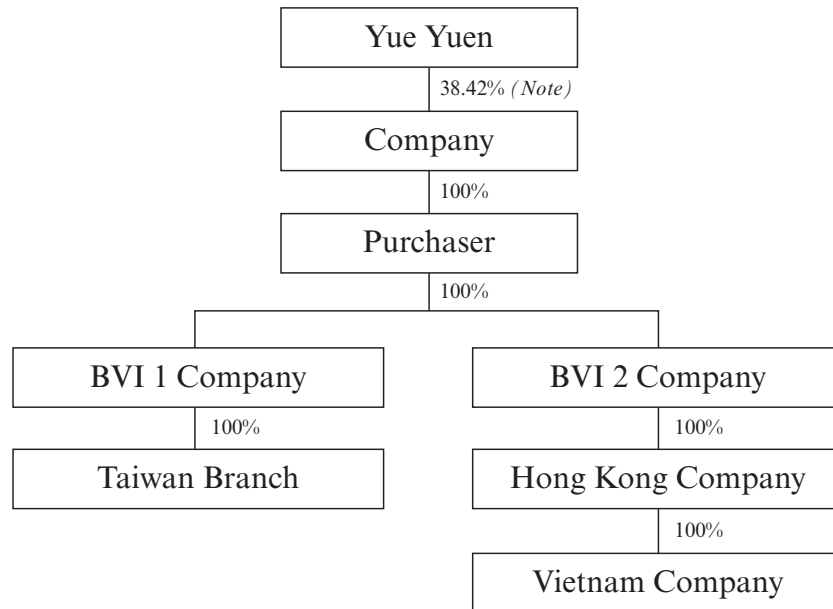 Yue Yuen
38.42% (Note)
Company
100%
Purchaser
100%
BVI 1 Company
BVI 2 Company
100%
100%
Taiwan Branch
Hong Kong Company
100%
Vietnam Company